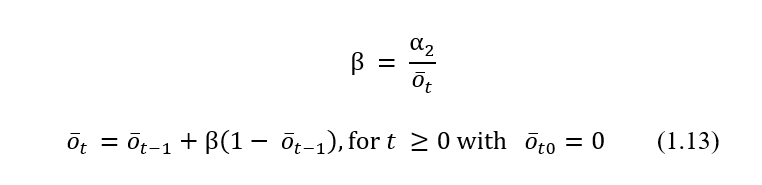 β = α₂ / ō_t
ō_t = ō_{t−1} + β(1 − ō_{t−1}), for t ≥ 0 with ō_{t0} = 0 (1.13)